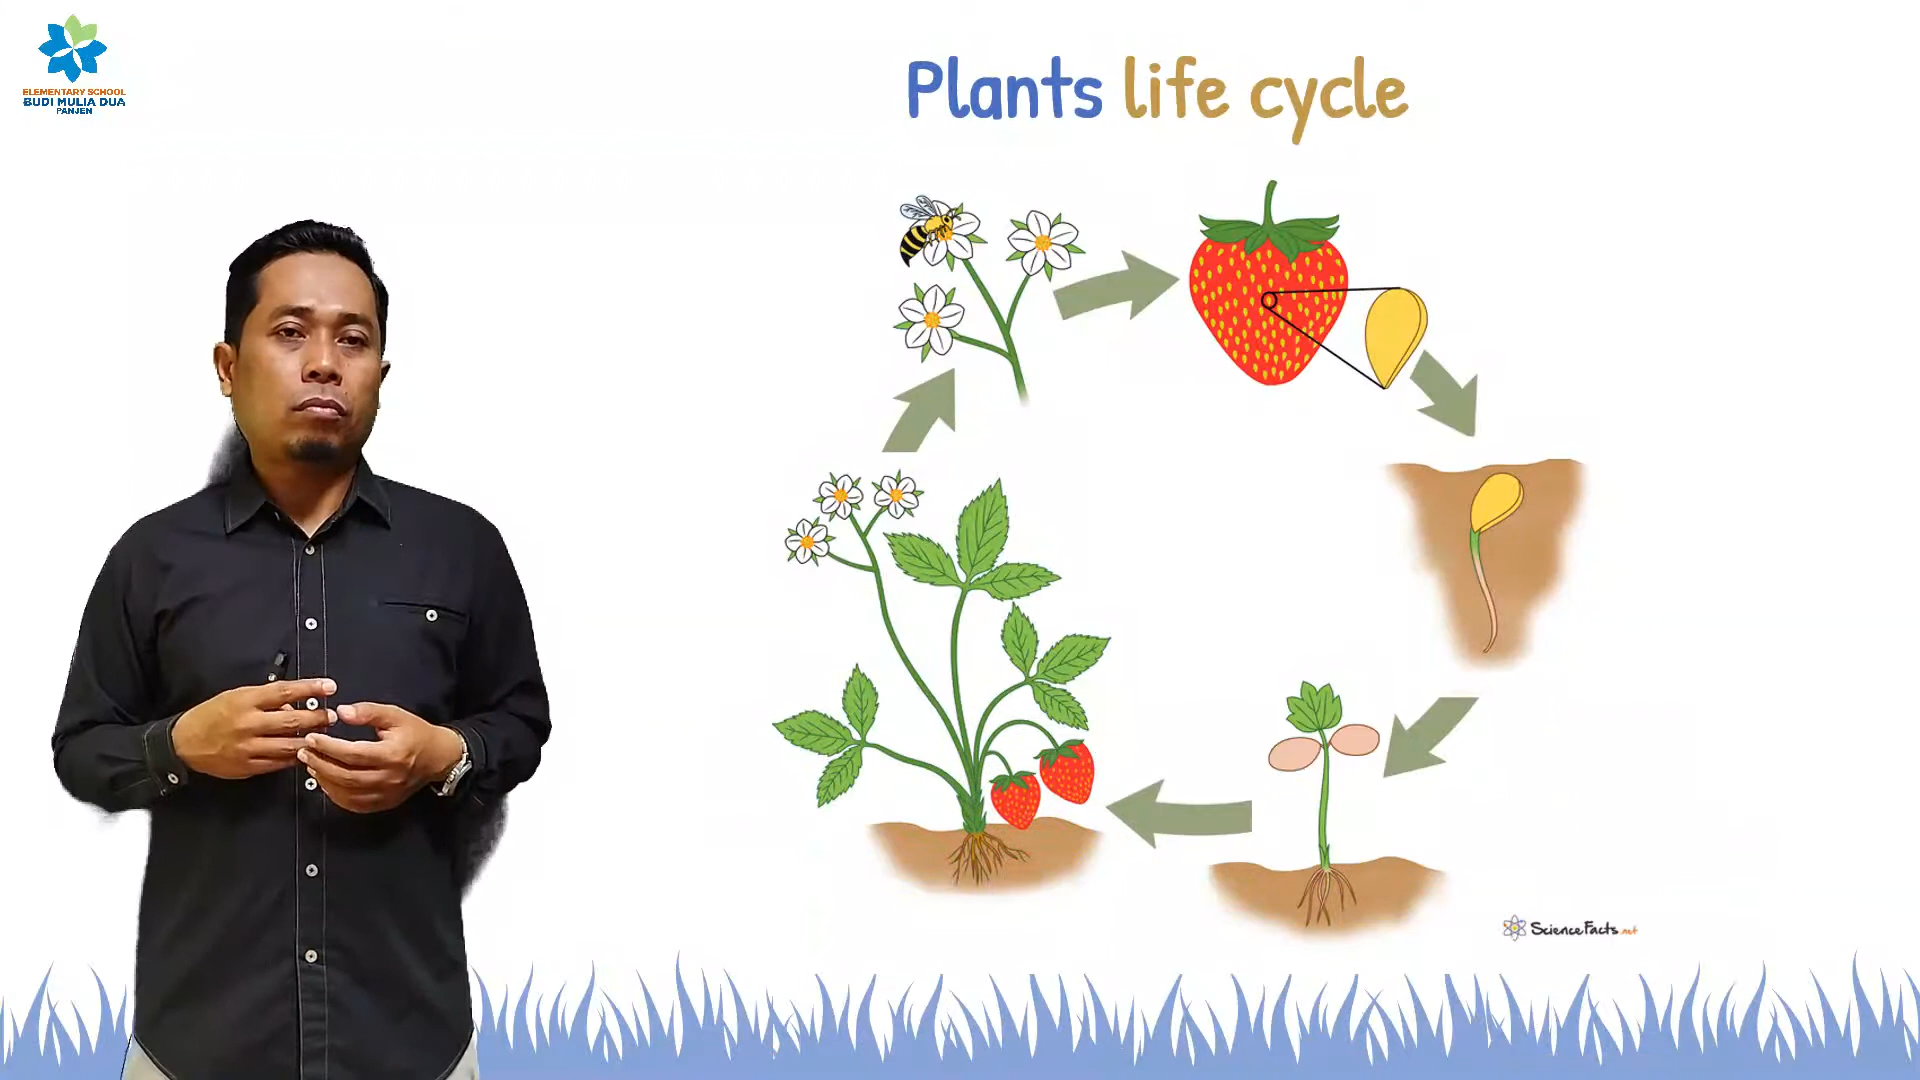 ELEMENTARY SCHOOL
BUDI MULIA DUA
PANJEN
Plants life cycle
ScienceFacts.net